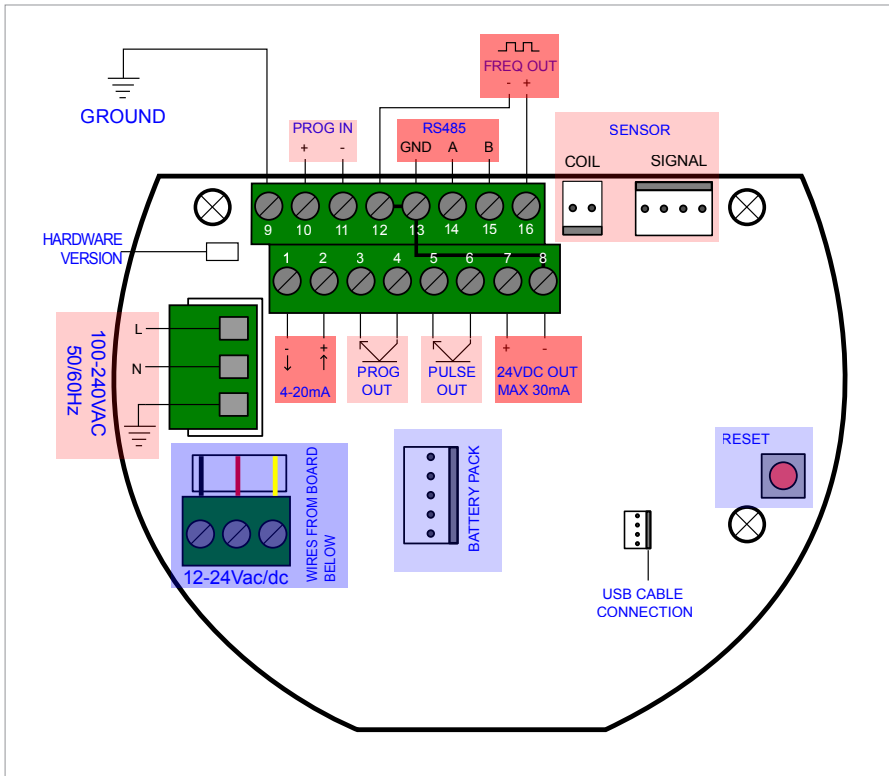 FREQ OUT
- +
GROUND
PROG IN
+ -
RS485
GND A B
SENSOR
COIL SIGNAL
9 10 11 12 13 14 15 16
HARDWARE
VERSION
1 2 3 4 5 6 7 8
L
N
100-240VAC
50/60Hz
- +
4-20mA
PROG
OUT
PULSE
OUT
+ -
24VDC OUT
MAX 30mA
RESET
WIRES FROM BOARD
BELOW
12-24Vac/dc
BATTERY PACK
USB CABLE
CONNECTION